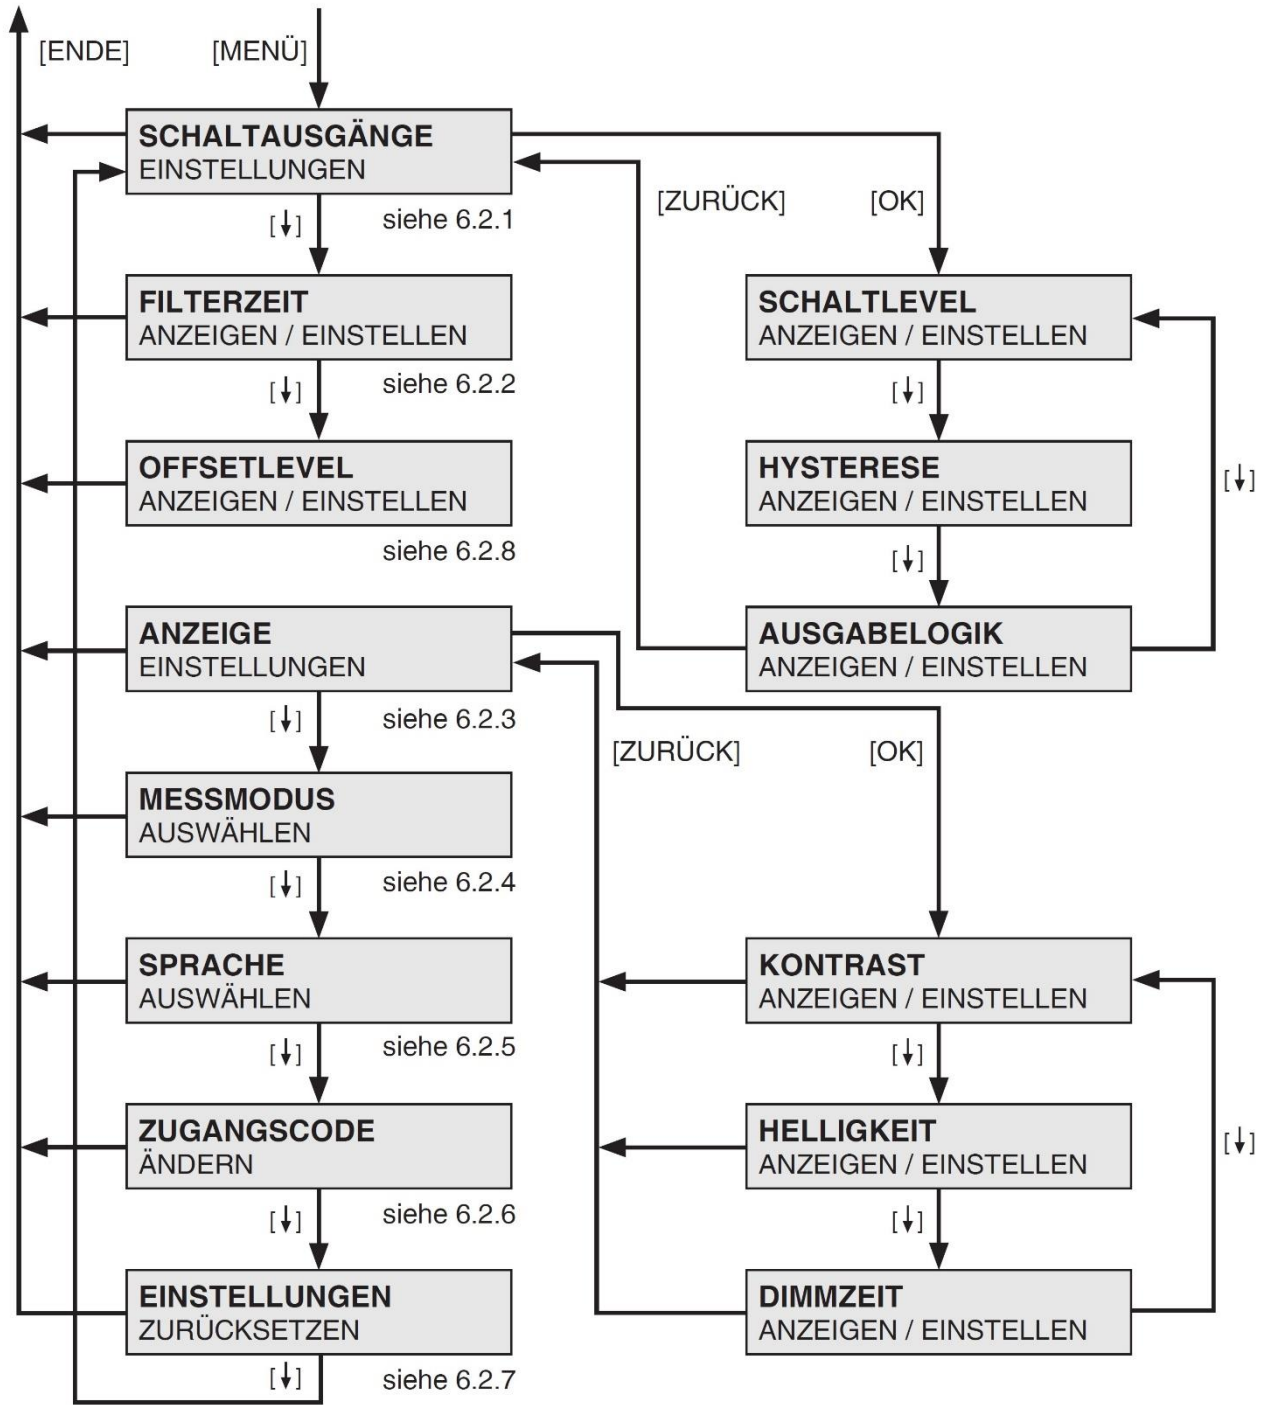 [ENDE]
[MENÜ]
SCHALTAUSGÄNGE
EINSTELLUNGEN
[↓]
siehe 6.2.1
FILTERZEIT
ANZEIGEN / EINSTELLEN
[↓]
siehe 6.2.2
OFFSETLEVEL
ANZEIGEN / EINSTELLEN
siehe 6.2.8
ANZEIGE
EINSTELLUNGEN
[↓]
siehe 6.2.3
MESSMODUS
AUSWÄHLEN
[↓]
siehe 6.2.4
SPRACHE
AUSWÄHLEN
[↓]
siehe 6.2.5
ZUGANGSCODE
ÄNDERN
[↓]
siehe 6.2.6
EINSTELLUNGEN
ZURÜCKSETZEN
[↓]
siehe 6.2.7
[ZURÜCK]
[OK]
SCHALTLEVEL
ANZEIGEN / EINSTELLEN
[↓]
HYSTERESE
ANZEIGEN / EINSTELLEN
[↓]
[↓]
AUSGABELOGIK
ANZEIGEN / EINSTELLEN
[ZURÜCK]
[OK]
KONTRAST
ANZEIGEN / EINSTELLEN
[↓]
HELLIGKEIT
ANZEIGEN / EINSTELLEN
[↓]
[↓]
DIMMZEIT
ANZEIGEN / EINSTELLEN